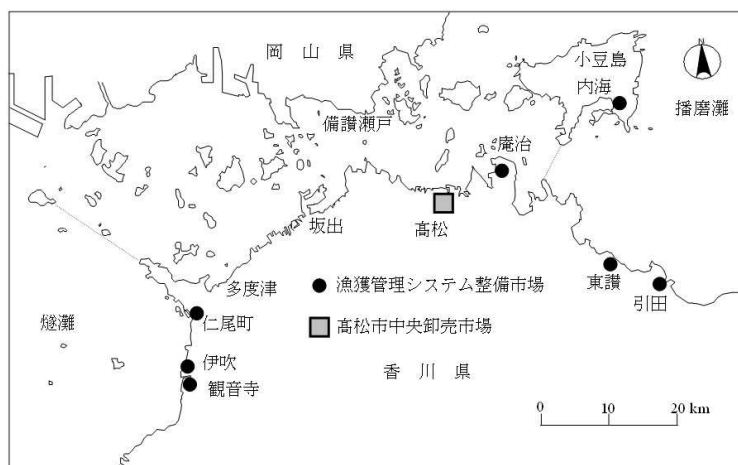 岡山県
小豆島
内海
播磨灘
備讃瀬戸
庵治
坂出
高松
東讃
引田
多度津
漁獲管理システム整備市場
燧灘
仁尾町
高松市中央卸売市場
伊吹
香川県
観音寺
0 10 20 km